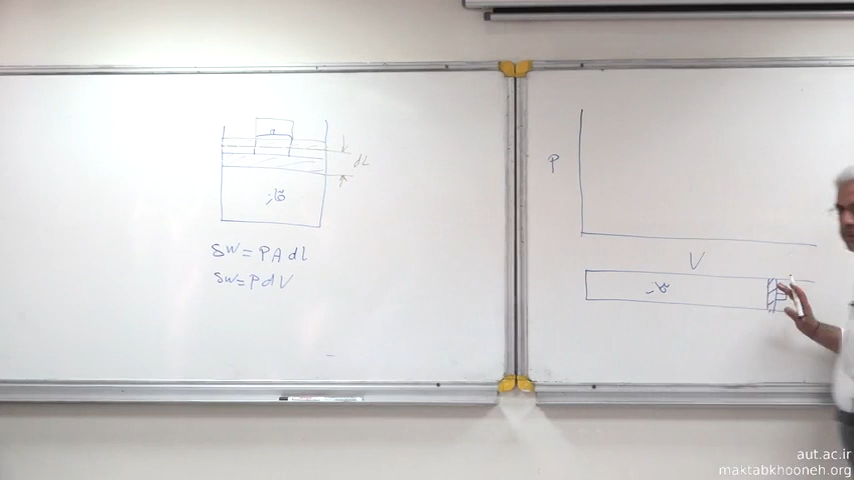 dL
گاز
δW = PA dL
δW = P dV
P
V
گاز
aut.ac.ir
maktabkhooneh.org